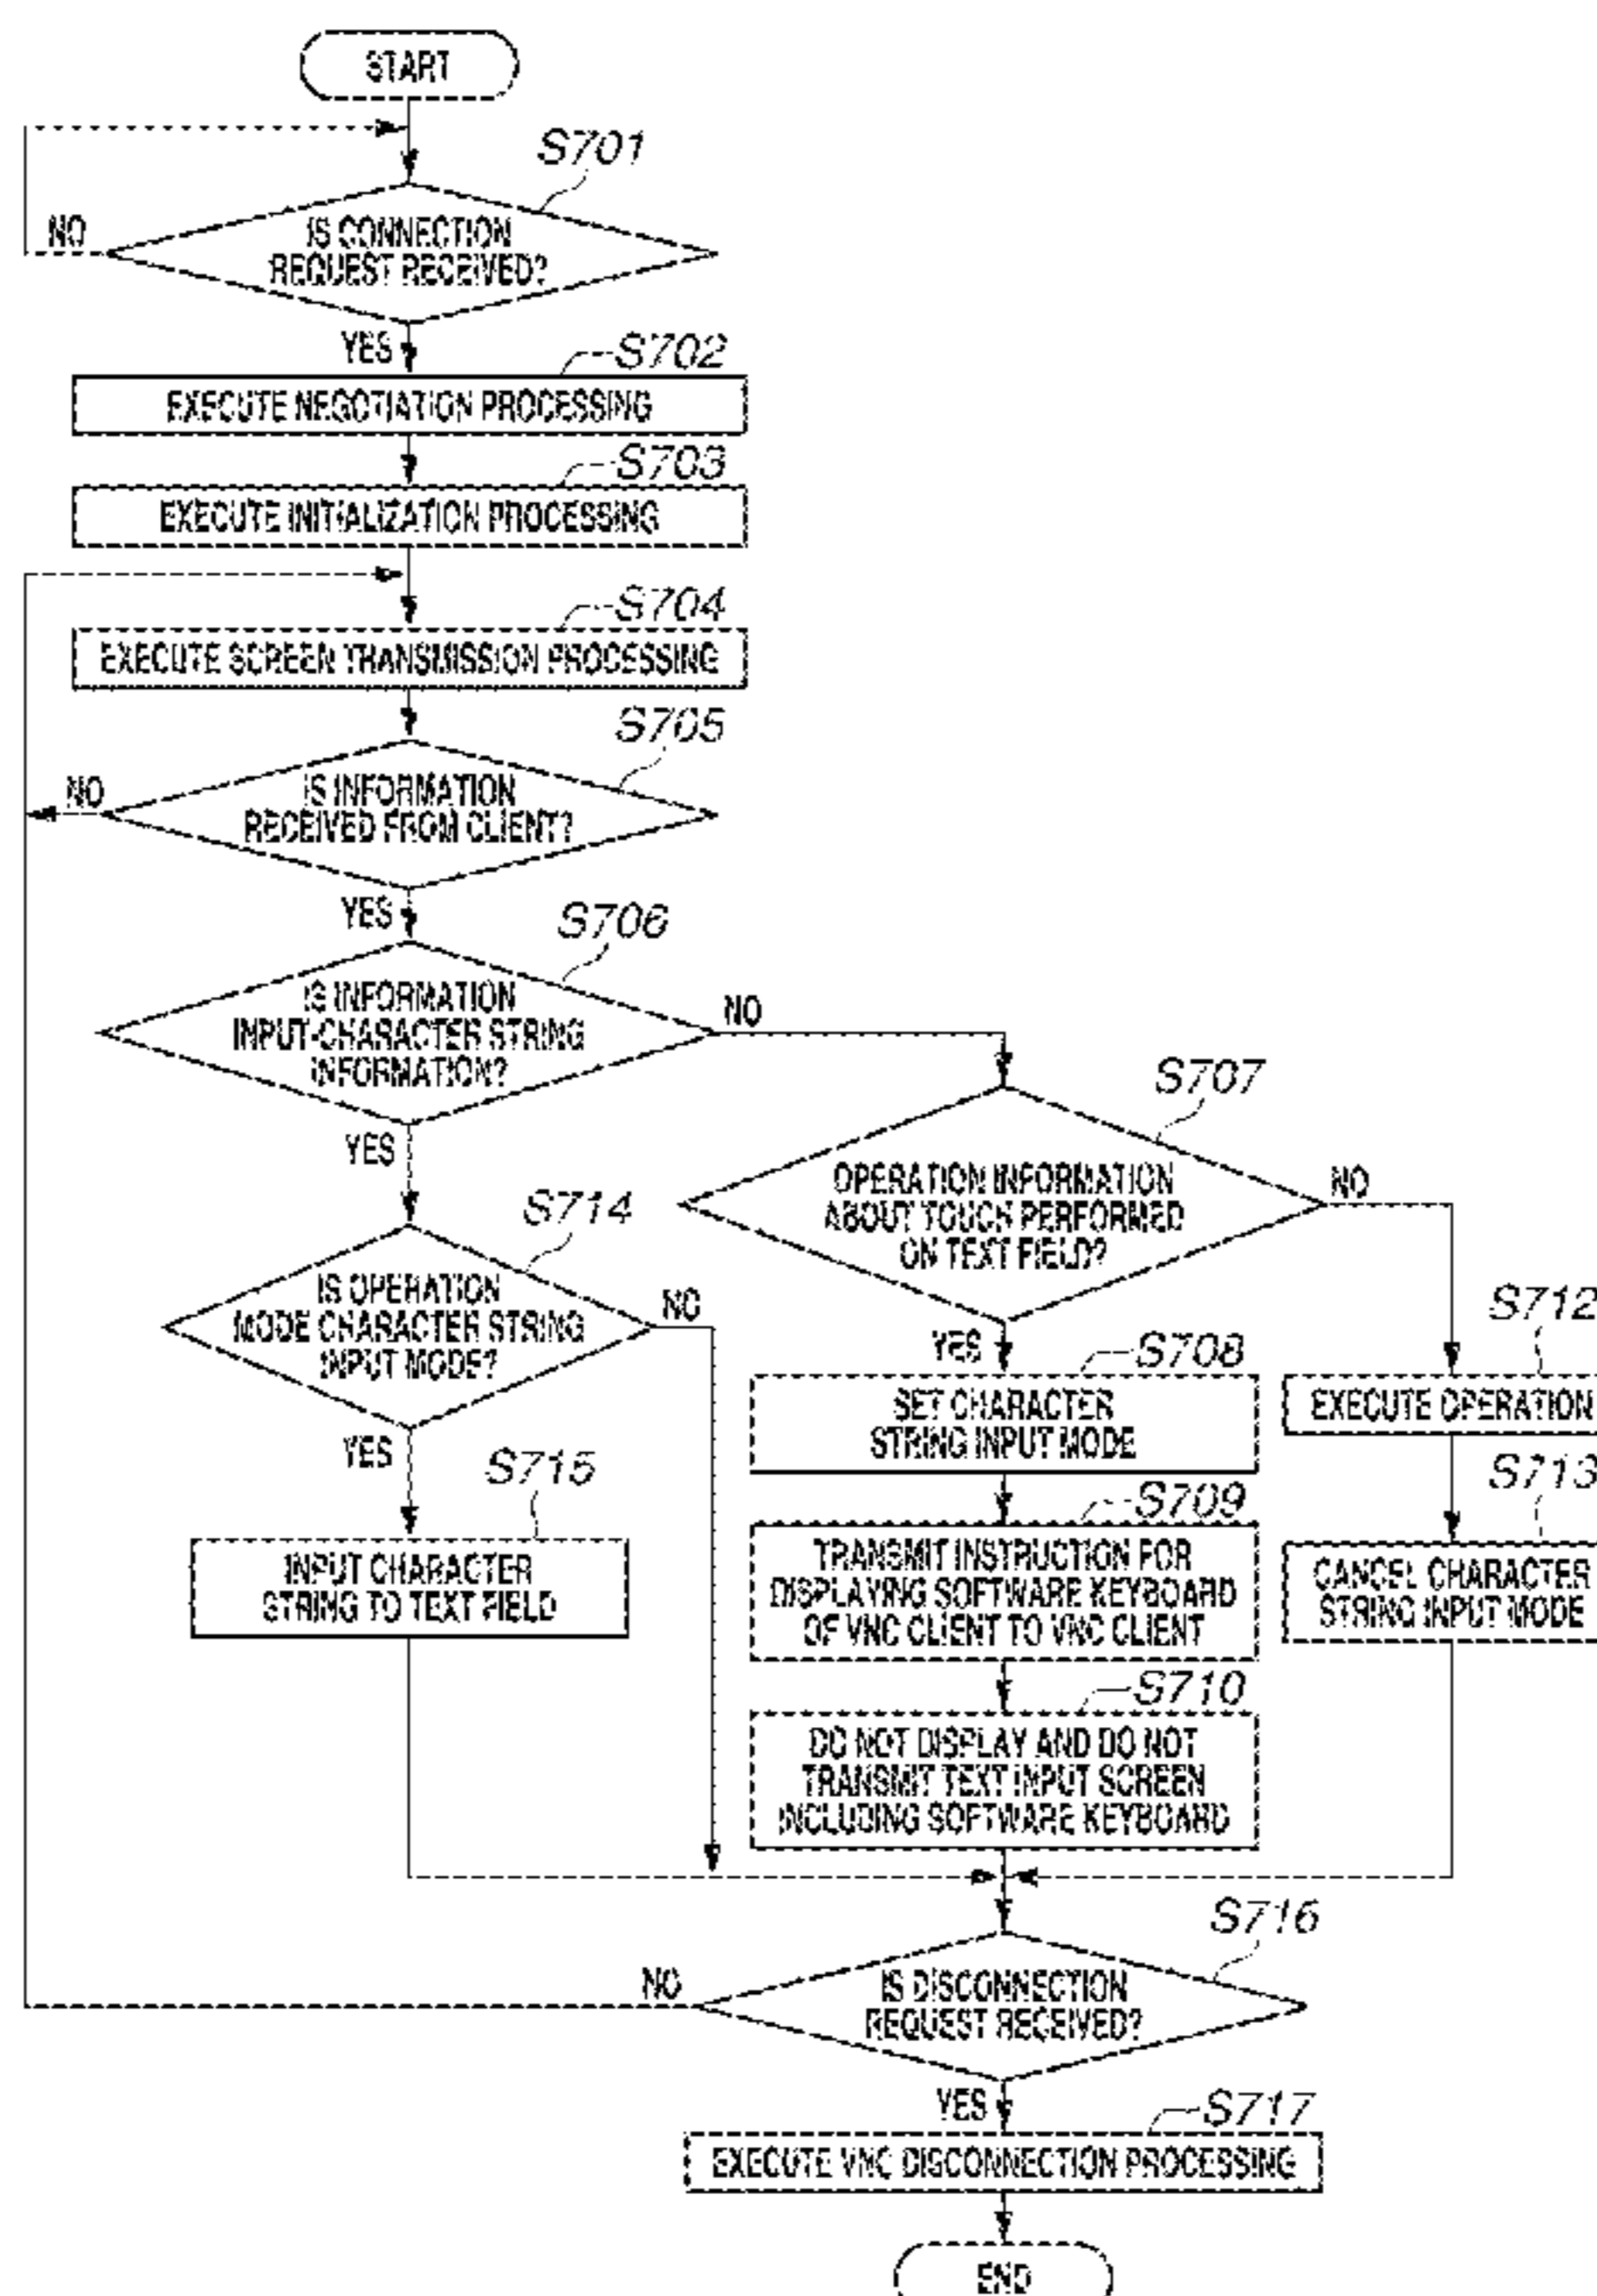 START
S701
NO
IS CONNECTION
REQUEST RECEIVED?
YES
S702
EXECUTE NEGOTIATION PROCESSING
S703
EXECUTE INITIALIZATION PROCESSING
S704
EXECUTE SCREEN TRANSMISSION PROCESSING
S705
NO
IS INFORMATION
RECEIVED FROM CLIENT?
YES
S706
IS INFORMATION
INPUT-CHARACTER STRING
INFORMATION?
NO
YES
S707
OPERATION INFORMATION
ABOUT TOUCH PERFORMED
ON TEXT FIELD?
NO
YES
S714
IS OPERATION
MODE CHARACTER STRING
INPUT MODE?
NO
YES
S715
INPUT CHARACTER
STRING TO TEXT FIELD
S708
SET CHARACTER
STRING INPUT MODE
S709
TRANSMIT INSTRUCTION FOR
DISPLAYING SOFTWARE KEYBOARD
OF VNC CLIENT TO VNC CLIENT
S710
DO NOT DISPLAY AND DO NOT
TRANSMIT TEXT INPUT SCREEN
INCLUDING SOFTWARE KEYBOARD
S712
EXECUTE OPERATION
S713
CANCEL CHARACTER
STRING INPUT MODE
S716
NO
IS DISCONNECTION
REQUEST RECEIVED?
YES
S717
EXECUTE VNC DISCONNECTION PROCESSING
END